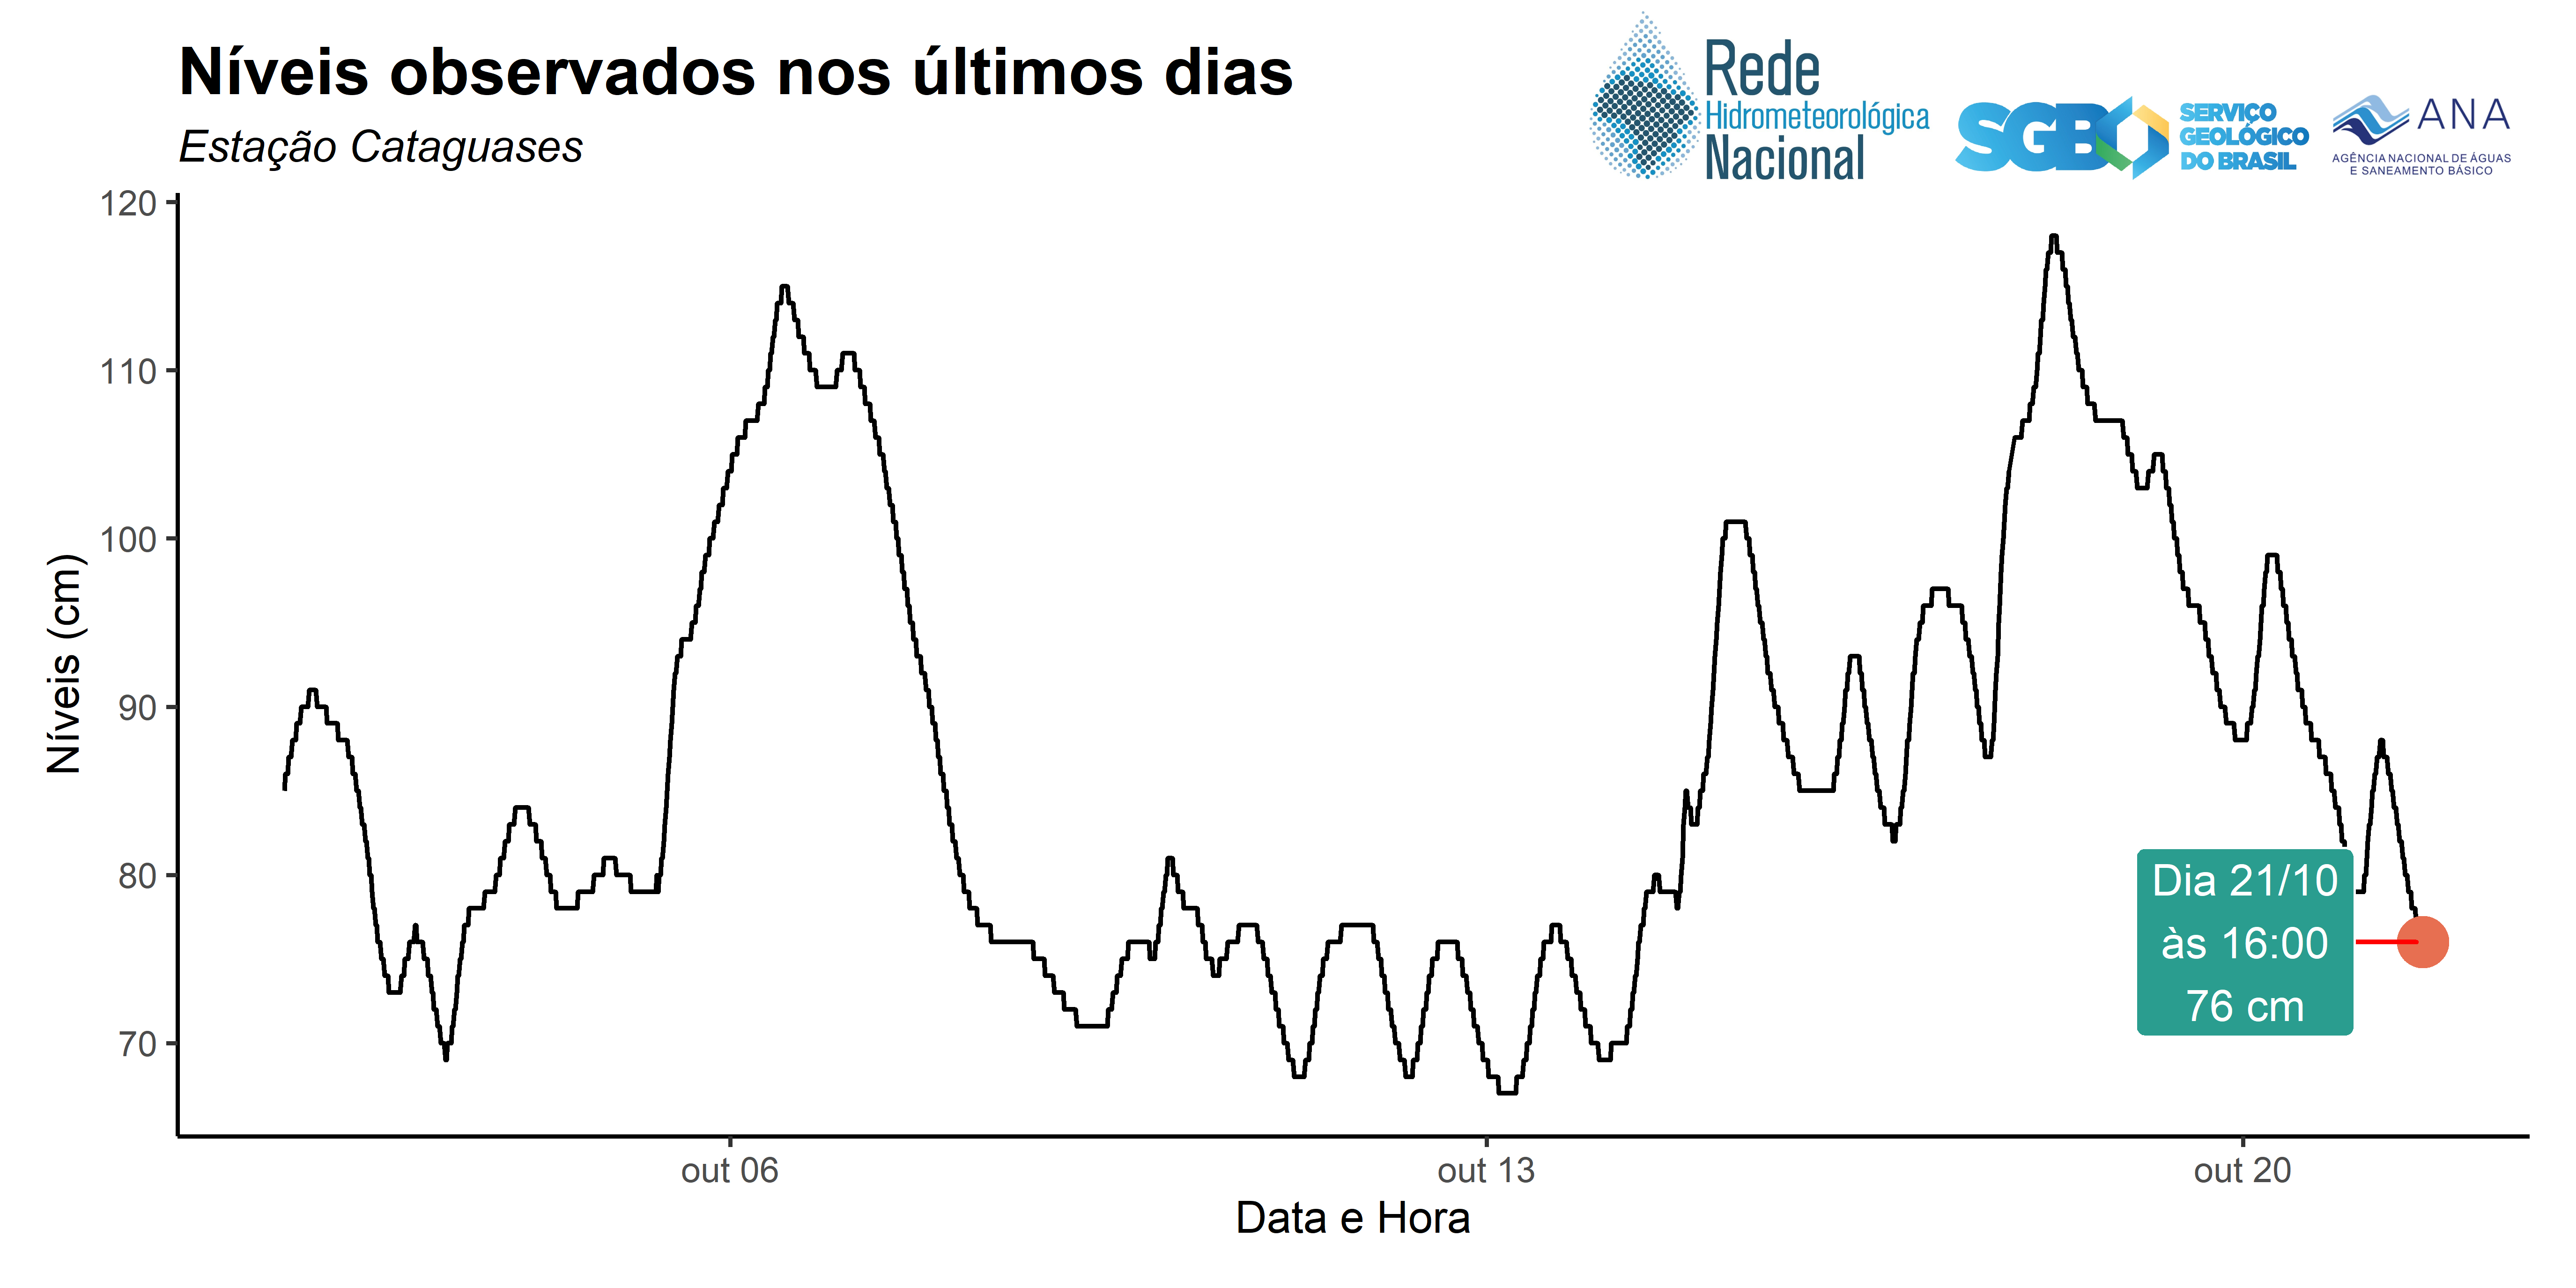 Níveis observados nos últimos dias
Estação Cataguases
Rede
Hidrometeorológica
Nacional
SGB
SERVIÇO
GEOLÓGICO
DO BRASIL
ANA
AGÊNCIA NACIONAL DE ÁGUAS
E SANEAMENTO BÁSICO
Níveis (cm)
120
110
100
90
80
70
Dia 21/10
às 16:00
76 cm
out 06
out 13
out 20
Data e Hora